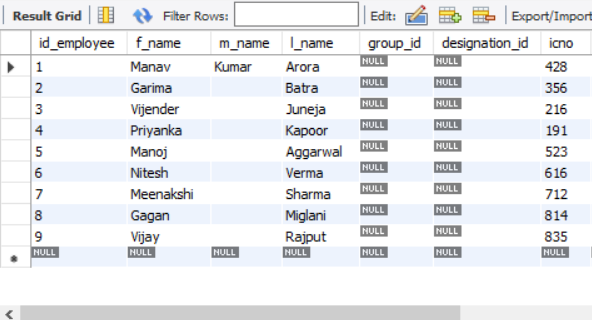 Result Grid Filter Rows: Edit: Export/Import
id_employee f_name m_name l_name group_id designation_id icno
1 Manav Kumar Arora NULL NULL 428
2 Garima Batra NULL NULL 356
3 Vijender Juneja NULL NULL 216
4 Priyanka Kapoor NULL NULL 191
5 Manoj Aggarwal NULL NULL 523
6 Nitesh Verma NULL NULL 616
7 Meenakshi Sharma NULL NULL 712
8 Gagan Miglani NULL NULL 814
9 Vijay Rajput NULL NULL 835
NULL NULL NULL NULL NULL NULL NULL